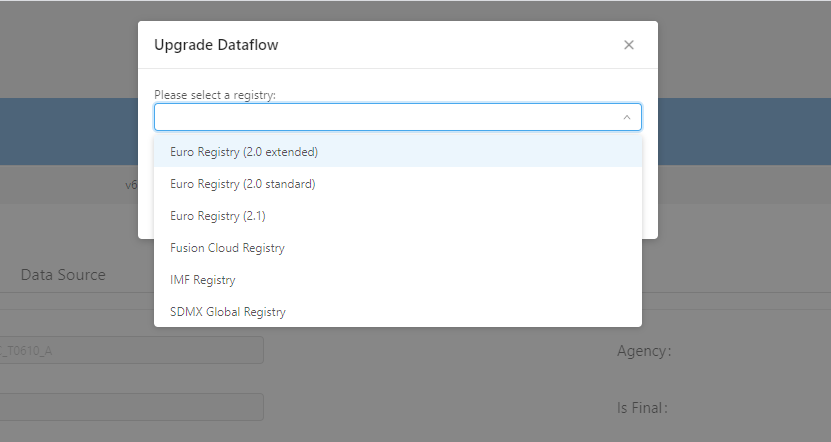 Upgrade Dataflow
Please select a registry:
Euro Registry (2.0 extended)
Euro Registry (2.0 standard)
v6
Euro Registry (2.1)
Fusion Cloud Registry
Data Source
IMF Registry
SDMX Global Registry
_T0610_A
Agency:
Is Final: